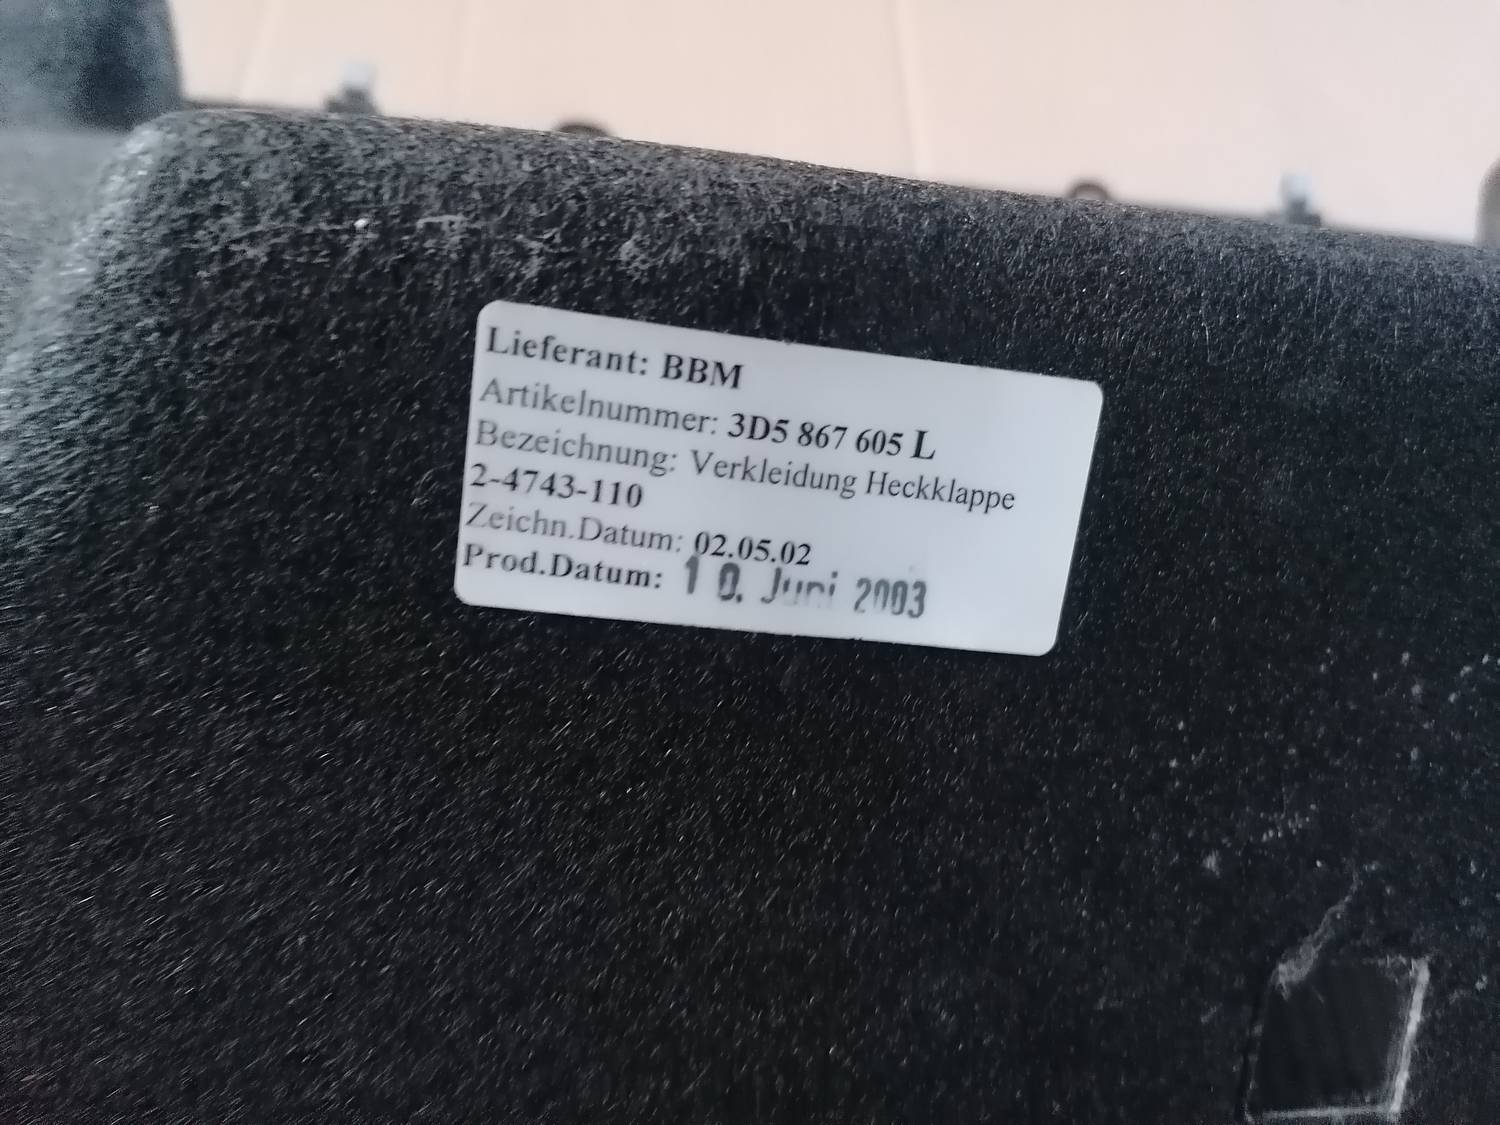 Lieferant: BBM
Artikelnummer: 3D5 867 605 L
Bezeichnung: Verkleidung Heckklappe
2-4743-110
Zeichn.Datum: 02.05.02
Prod.Datum: 10. Juni 2003